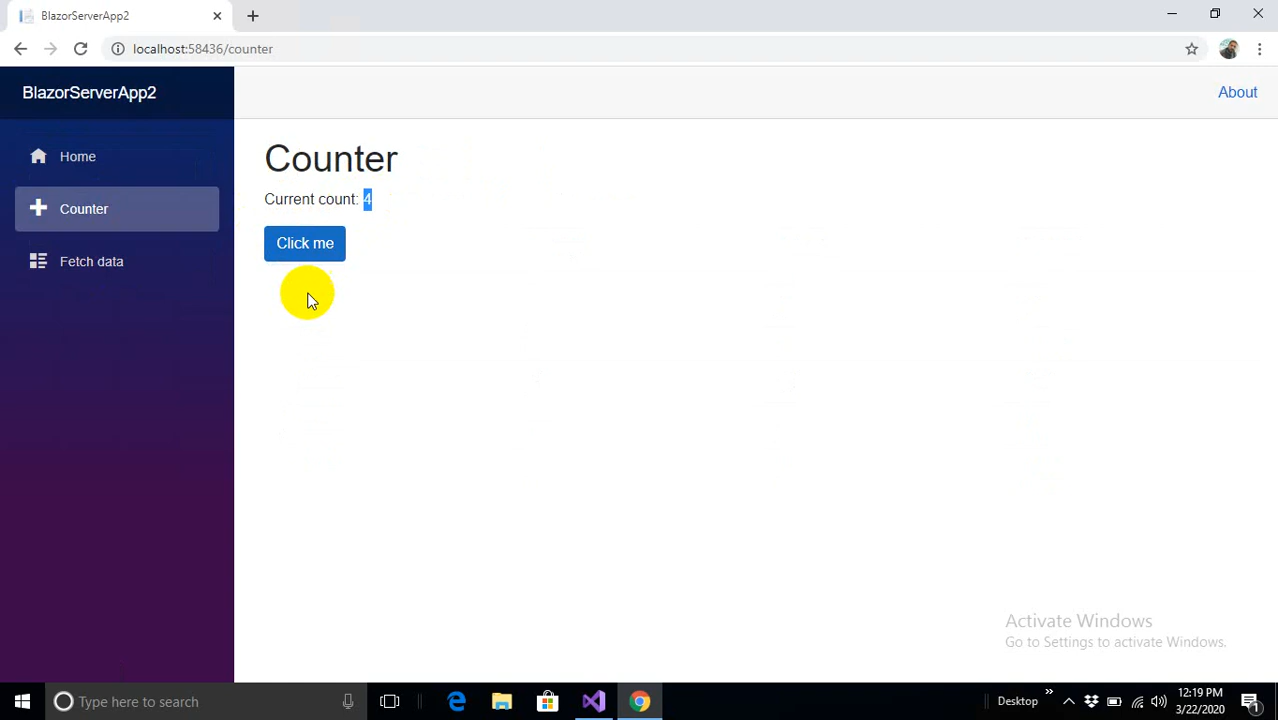 BlazorServerApp2
localhost:58436/counter
BlazorServerApp2
About
Home
Counter
Fetch data
Counter
Current count: 4
Click me
Activate Windows
Go to Settings to activate Windows.
Type here to search
Desktop
12:19 PM
3/22/2020
1